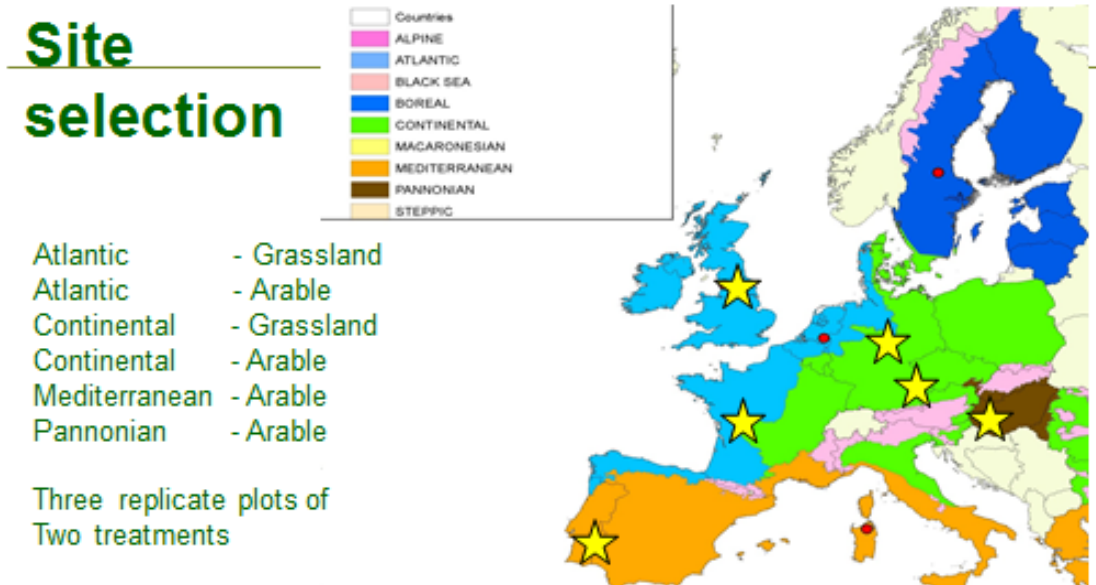 Site
selection
Countries
ALPINE
ATLANTIC
BLACK SEA
BOREAL
CONTINENTAL
MACARONESIAN
MEDITERRANEAN
PANNONIAN
STEPPIC
Atlantic - Grassland
Atlantic - Arable
Continental - Grassland
Continental - Arable
Mediterranean - Arable
Pannonian - Arable
Three replicate plots of
Two treatments